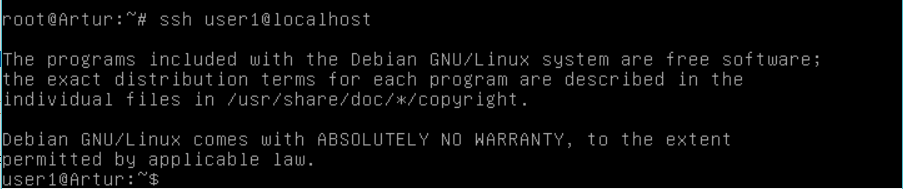 root@Artur:~# ssh user1@localhost
The programs included with the Debian GNU/Linux system are free software;
the exact distribution terms for each program are described in the
individual files in /usr/share/doc/*/copyright.
Debian GNU/Linux comes with ABSOLUTELY NO WARRANTY, to the extent
permitted by applicable law.
user1@Artur:~$